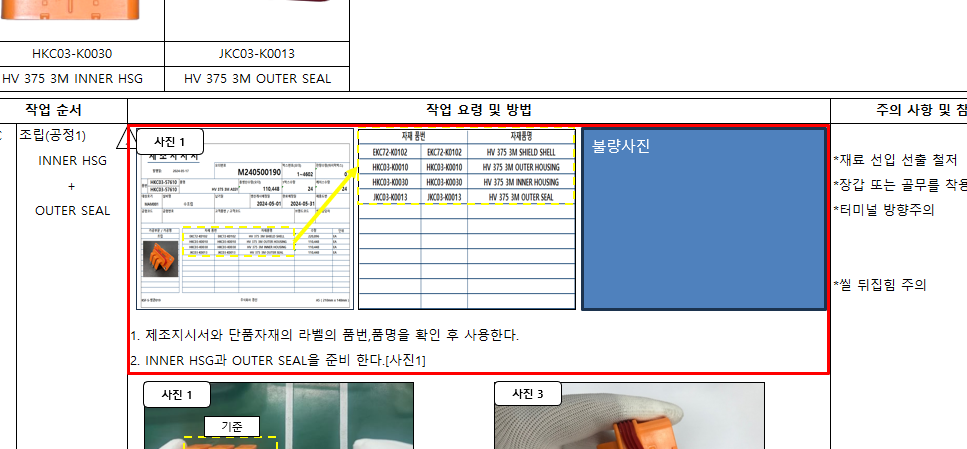 HKC03-K0030
JKC03-K0013
HV 375 3M INNER HSG
HV 375 3M OUTER SEAL
작업 순서
작업 요령 및 방법
주의 사항 및 참
조립(공정1)
INNER HSG
+
OUTER SEAL
사진 1
M240500190
1~4602
0
HKC03-57610
HKC03-57610
110,448
24
24
2024-05-01
2024-05-31
자재 품번
자재품명
EKC72-K0102
EKC72-K0102
HV 375 3M SHIELD SHELL
HKC03-K0010
HKC03-K0010
HV 375 3M OUTER HOUSING
HKC03-K0030
HKC03-K0030
HV 375 3M INNER HOUSING
JKC03-K0013
JKC03-K0013
HV 375 3M OUTER SEAL
불량사진
*재료 선입 선출 철저
*장갑 또는 골무를 착용
*터미널 방향주의
*씰 뒤집힘 주의
1. 제조지시서와 단품자재의 라벨의 품번,품명을 확인 후 사용한다.
2. INNER HSG과 OUTER SEAL을 준비 한다.[사진1]
사진 1
기준
사진 3